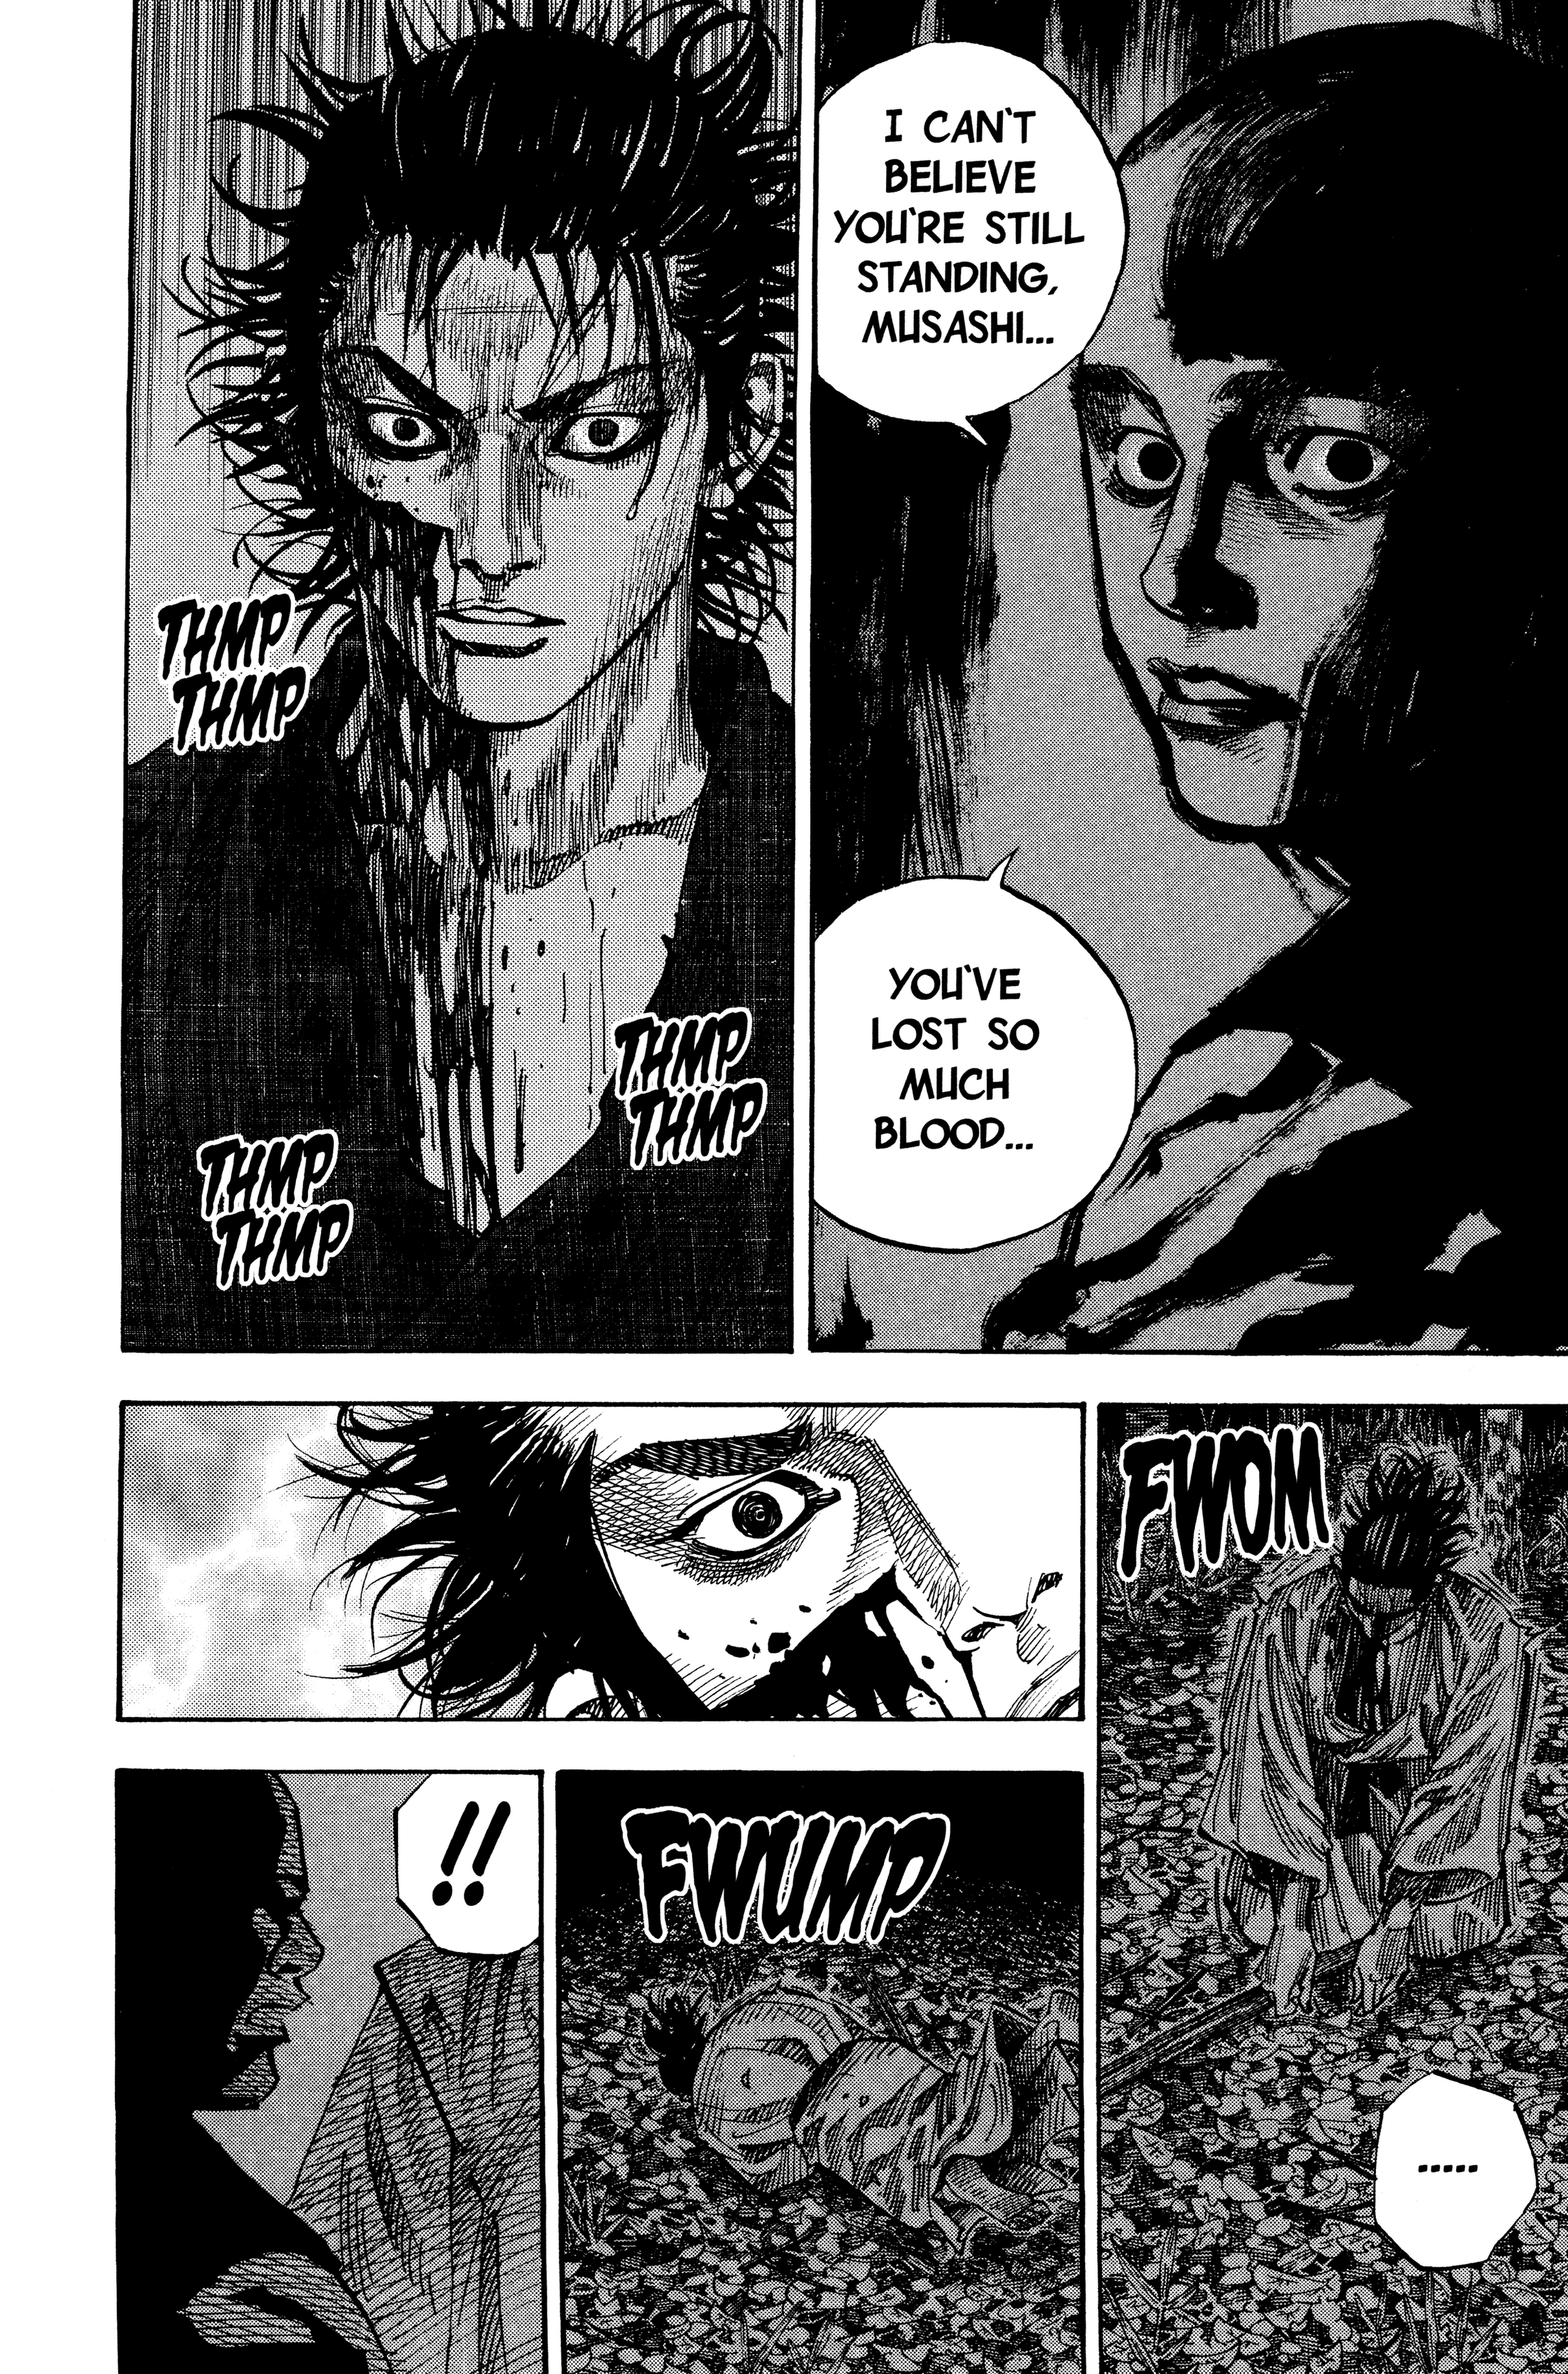 I CAN'T
BELIEVE
YOU'RE STILL
STANDING,
MUSASHI...
YOU'VE
LOST SO
MUCH
BLOOD...
THMP
THMP
THMP
THMP
THMP
THMP
FWOM
.....
FWUMP
!!